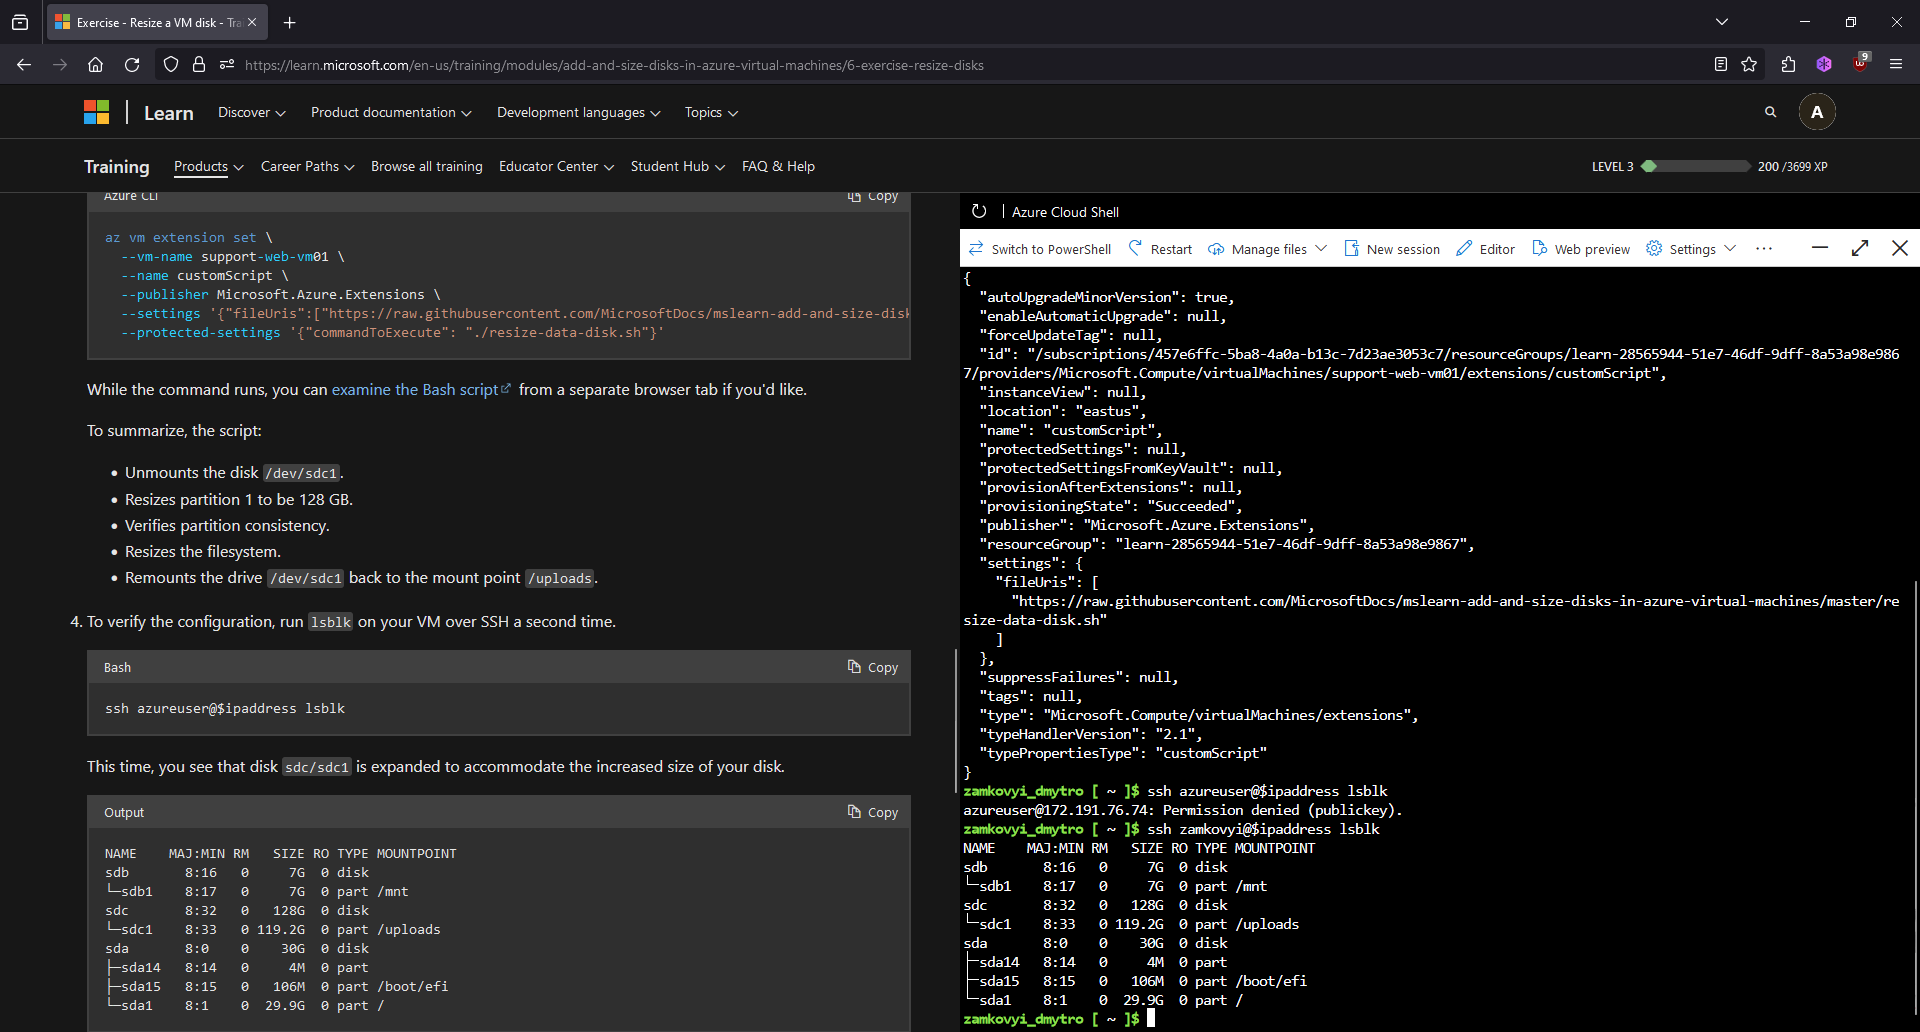 Exercise - Resize a VM disk - Tra
https://learn.microsoft.com/en-us/training/modules/add-and-size-disks-in-azure-virtual-machines/6-exercise-resize-disks
9
Learn
Discover
Product documentation
Development languages
Topics
A
Training
Products
Career Paths
Browse all training
Educator Center
Student Hub
FAQ & Help
LEVEL 3
200 /3699 XP
Azure CLI
Copy
az vm extension set \
--vm-name support-web-vm01 \
--name customScript \
--publisher Microsoft.Azure.Extensions \
--settings '{"fileUris":["https://raw.githubusercontent.com/MicrosoftDocs/mslearn-add-and-size-disk
--protected-settings '{"commandToExecute": "./resize-data-disk.sh"}'
While the command runs, you can examine the Bash script from a separate browser tab if you'd like.
To summarize, the script:
• Unmounts the disk /dev/sdc1.
• Resizes partition 1 to be 128 GB.
• Verifies partition consistency.
• Resizes the filesystem.
• Remounts the drive /dev/sdc1 back to the mount point /uploads.
4. To verify the configuration, run lsblk on your VM over SSH a second time.
Bash
Copy
ssh azureuser@$ipaddress lsblk
This time, you see that disk sdc/sdc1 is expanded to accommodate the increased size of your disk.
Output
Copy
NAME    MAJ:MIN RM   SIZE RO TYPE MOUNTPOINT
sdb       8:16   0     7G  0 disk
└─sdb1    8:17   0     7G  0 part /mnt
sdc       8:32   0   128G  0 disk
└─sdc1    8:33   0 119.2G  0 part /uploads
sda       8:0    0    30G  0 disk
├─sda14   8:14   0     4M  0 part
├─sda15   8:15   0   106M  0 part /boot/efi
└─sda1    8:1    0  29.9G  0 part /
Azure Cloud Shell
Switch to PowerShell
Restart
Manage files
New session
Editor
Web preview
Settings
{
"autoUpgradeMinorVersion": true,
"enableAutomaticUpgrade": null,
"forceUpdateTag": null,
"id": "/subscriptions/457e6ffc-5ba8-4a0a-b13c-7d23ae3053c7/resourceGroups/learn-28565944-51e7-46df-9dff-8a53a98e986
7/providers/Microsoft.Compute/virtualMachines/support-web-vm01/extensions/customScript",
"instanceView": null,
"location": "eastus",
"name": "customScript",
"protectedSettings": null,
"protectedSettingsFromKeyVault": null,
"provisionAfterExtensions": null,
"provisioningState": "Succeeded",
"publisher": "Microsoft.Azure.Extensions",
"resourceGroup": "learn-28565944-51e7-46df-9dff-8a53a98e9867",
"settings": {
"fileUris": [
"https://raw.githubusercontent.com/MicrosoftDocs/mslearn-add-and-size-disks-in-azure-virtual-machines/master/re
size-data-disk.sh"
]
},
"suppressFailures": null,
"tags": null,
"type": "Microsoft.Compute/virtualMachines/extensions",
"typeHandlerVersion": "2.1",
"typePropertiesType": "customScript"
}
zamkovyi_dmytro [ ~ ]$ ssh azureuser@$ipaddress lsblk
azureuser@172.191.76.74: Permission denied (publickey).
zamkovyi_dmytro [ ~ ]$ ssh zamkovyi@$ipaddress lsblk
NAME    MAJ:MIN RM   SIZE RO TYPE MOUNTPOINT
sdb       8:16   0     7G  0 disk
└─sdb1    8:17   0     7G  0 part /mnt
sdc       8:32   0   128G  0 disk
└─sdc1    8:33   0 119.2G  0 part /uploads
sda       8:0    0    30G  0 disk
├─sda14   8:14   0     4M  0 part
├─sda15   8:15   0   106M  0 part /boot/efi
└─sda1    8:1    0  29.9G  0 part /
zamkovyi_dmytro [ ~ ]$